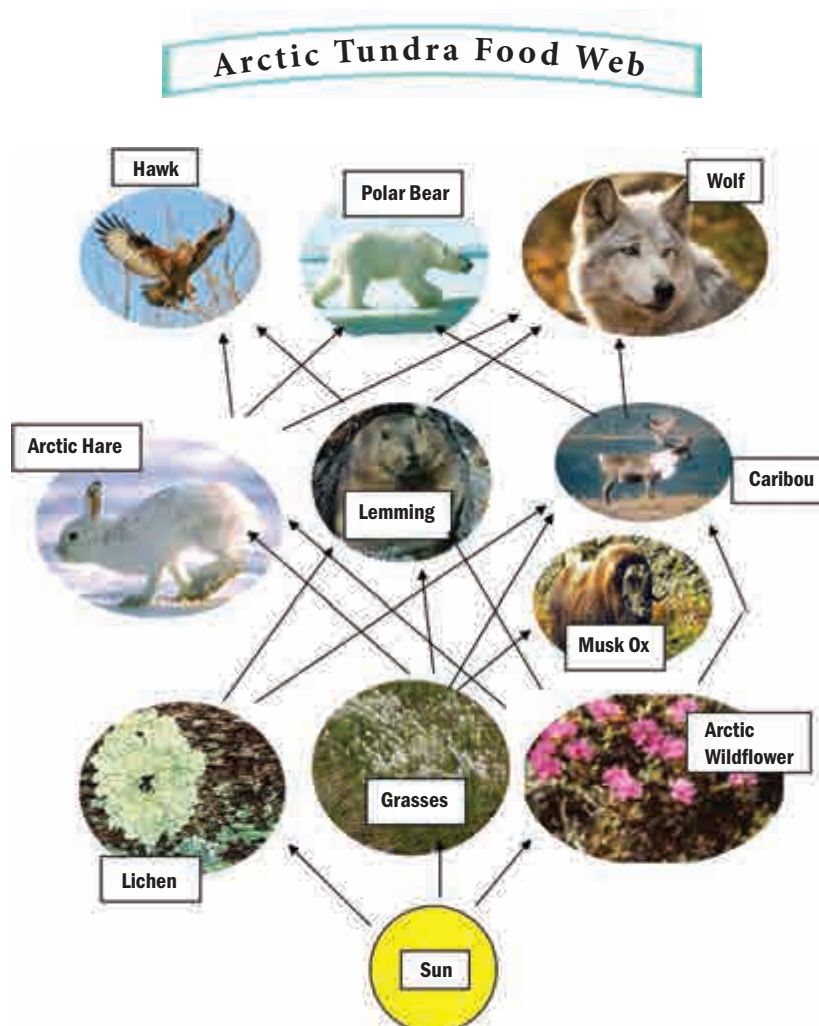 Arctic Tundra Food Web
Hawk
Polar Bear
Wolf
Arctic Hare
Lemming
Caribou
Musk Ox
Arctic
Wildflower
Grasses
Lichen
Sun